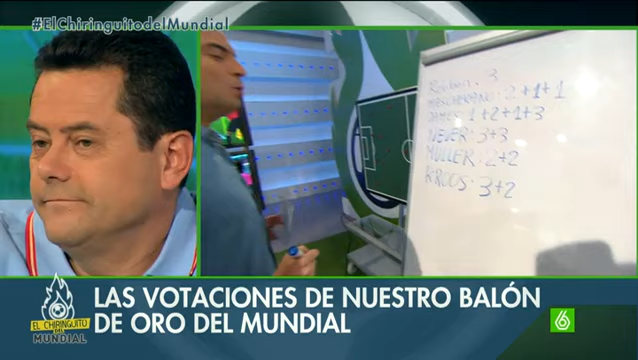 #ElChiringuitodelMundial
ROBBEN: 3
MASCHERANO: 2+1+1
JAMES: 1+2+1+3
NEUER: 3+3
MULLER: 2+2
KROOS: 3+2
LAS VOTACIONES DE NUESTRO BALÓN
DE ORO DEL MUNDIAL
EL CHIRINGUITO
DEL
MUNDIAL
6